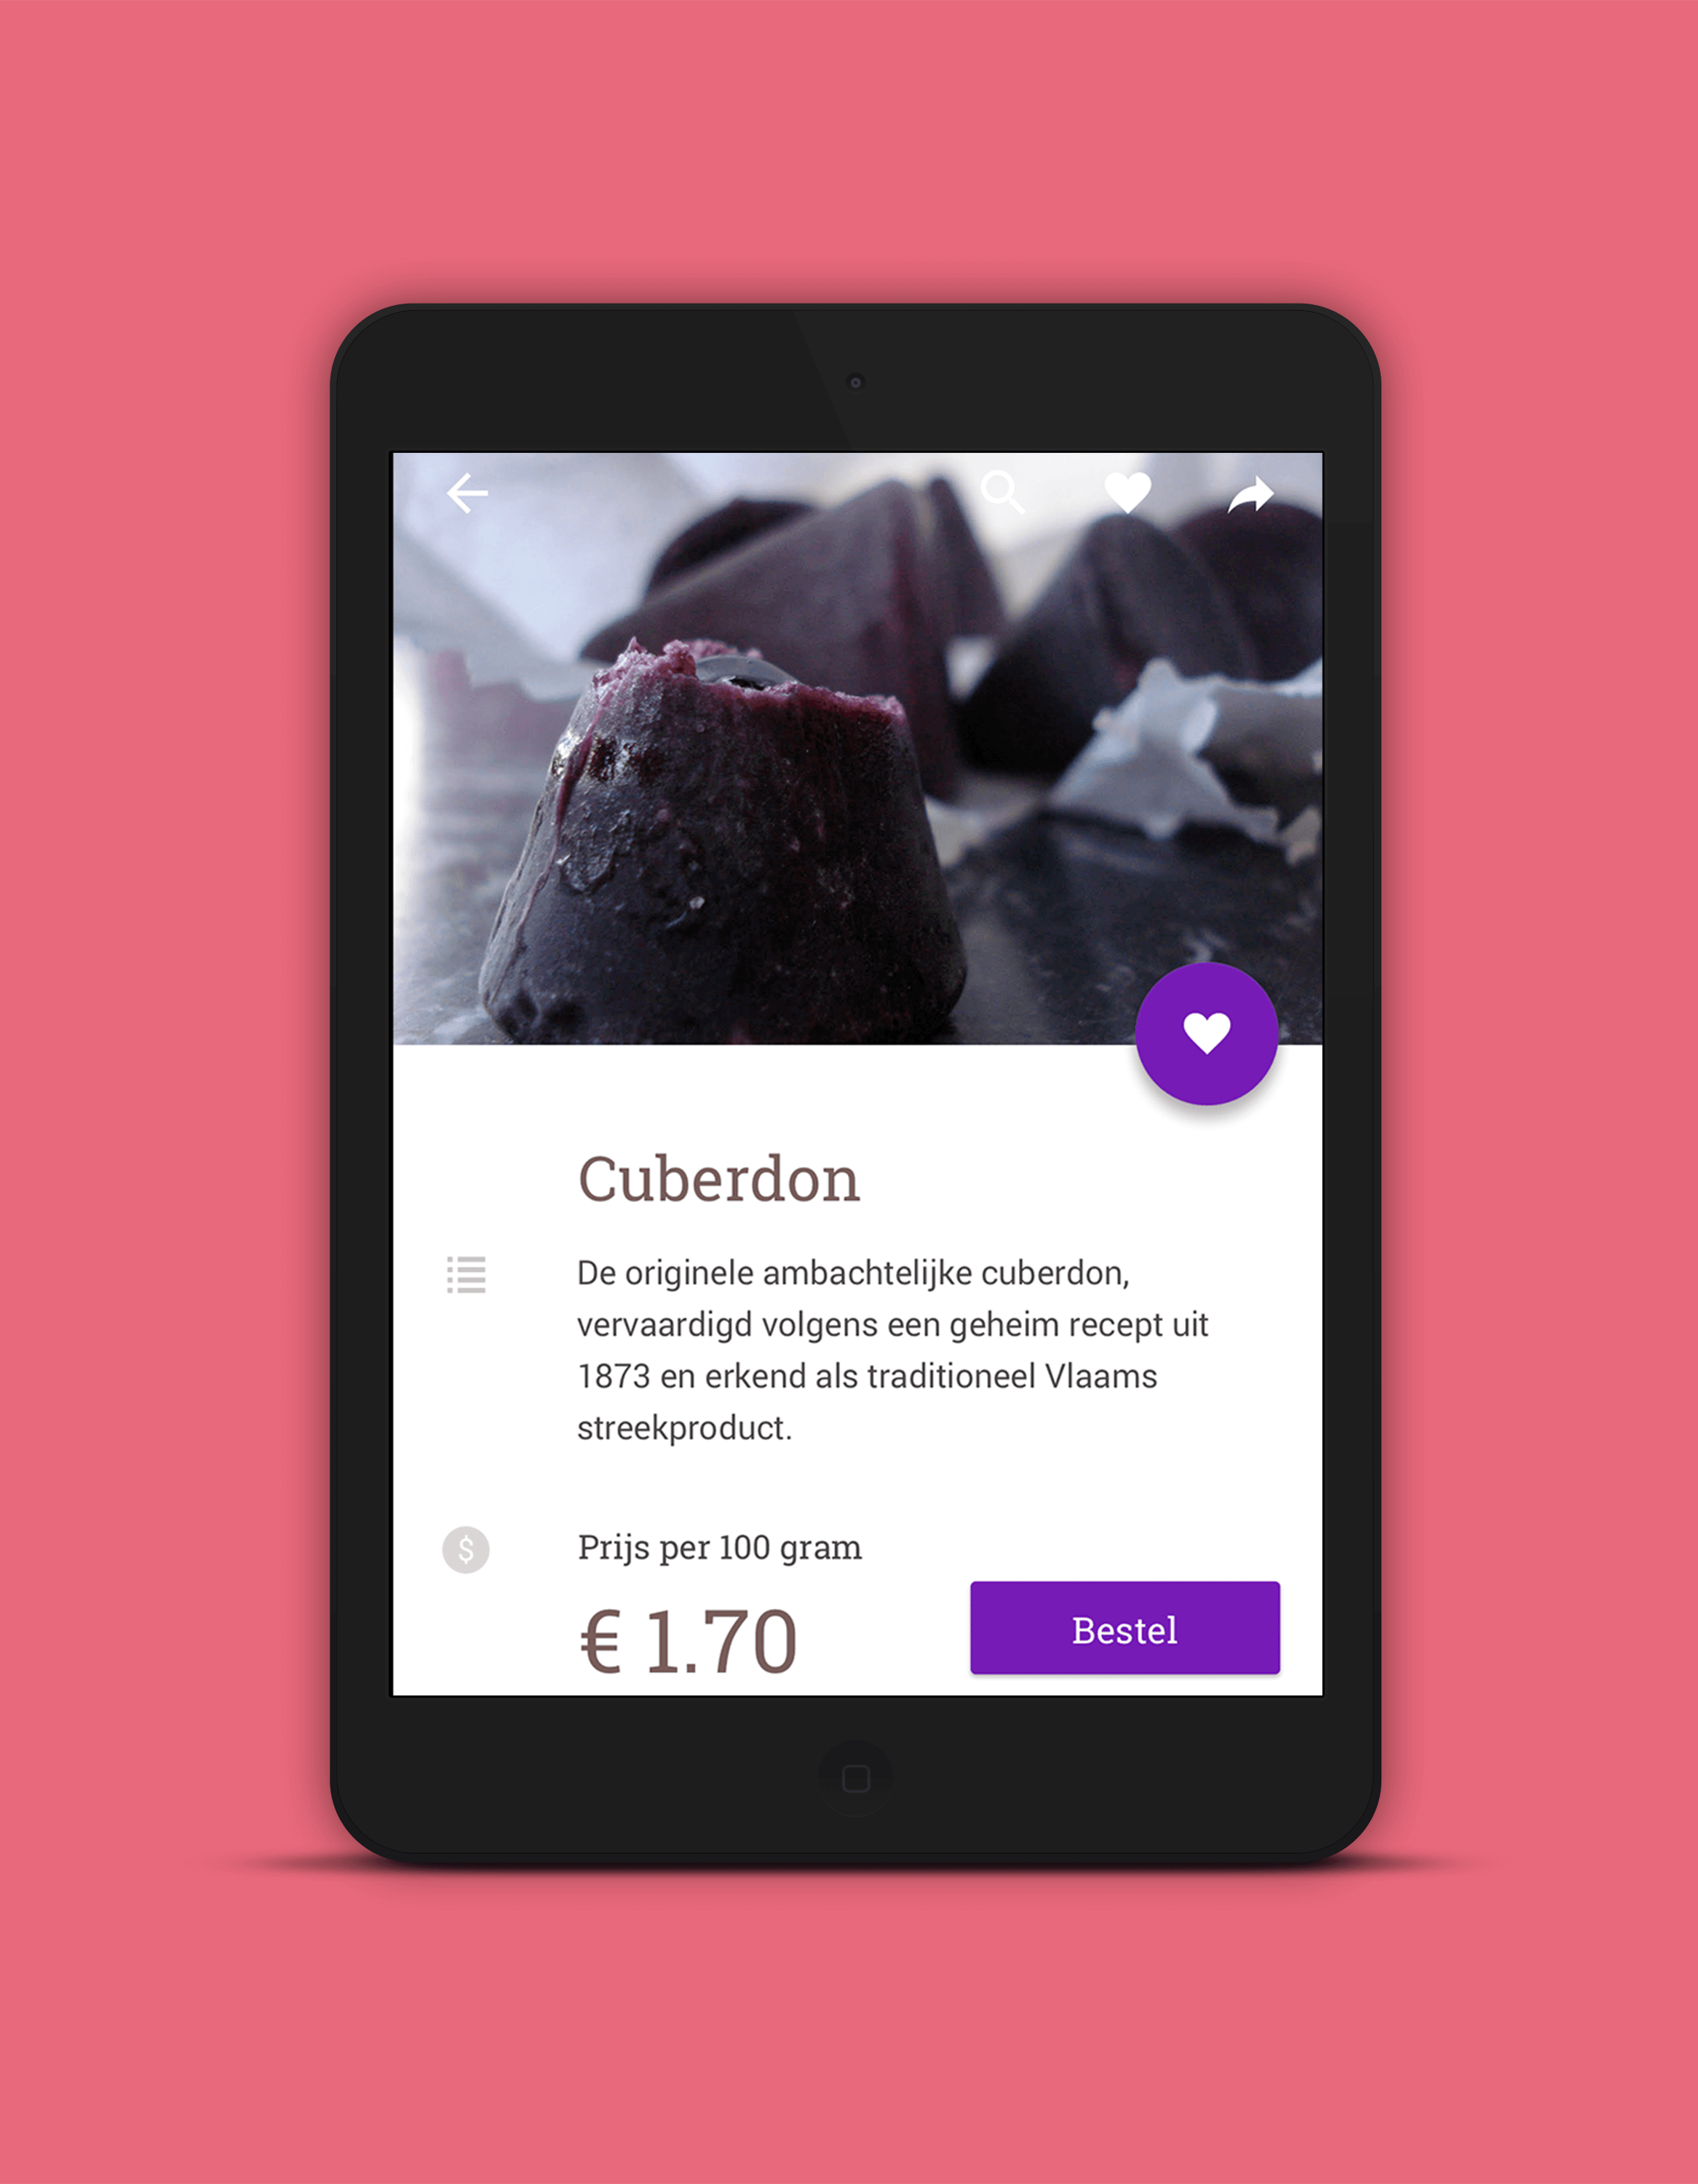 Cuberdon
De originele ambachtelijke cuberdon,
vervaardigd volgens een geheim recept uit
1873 en erkend als traditioneel Vlaams
streekproduct.
$
Prijs per 100 gram
€ 1.70
Bestel